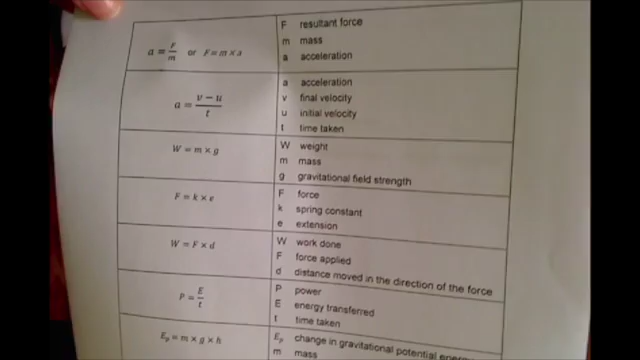 a = F/m or F = m × a
F resultant force
m mass
a acceleration
a = v − u/t
a acceleration
v final velocity
u initial velocity
t time taken
W = m × g
W weight
m mass
g gravitational field strength
F = k × e
F force
k spring constant
e extension
W = F × d
W work done
F force applied
d distance moved in the direction of the force
P = E/t
P power
E energy transferred
t time taken
Eₚ = m × g × h
Eₚ change in gravitational potential energy
m mass